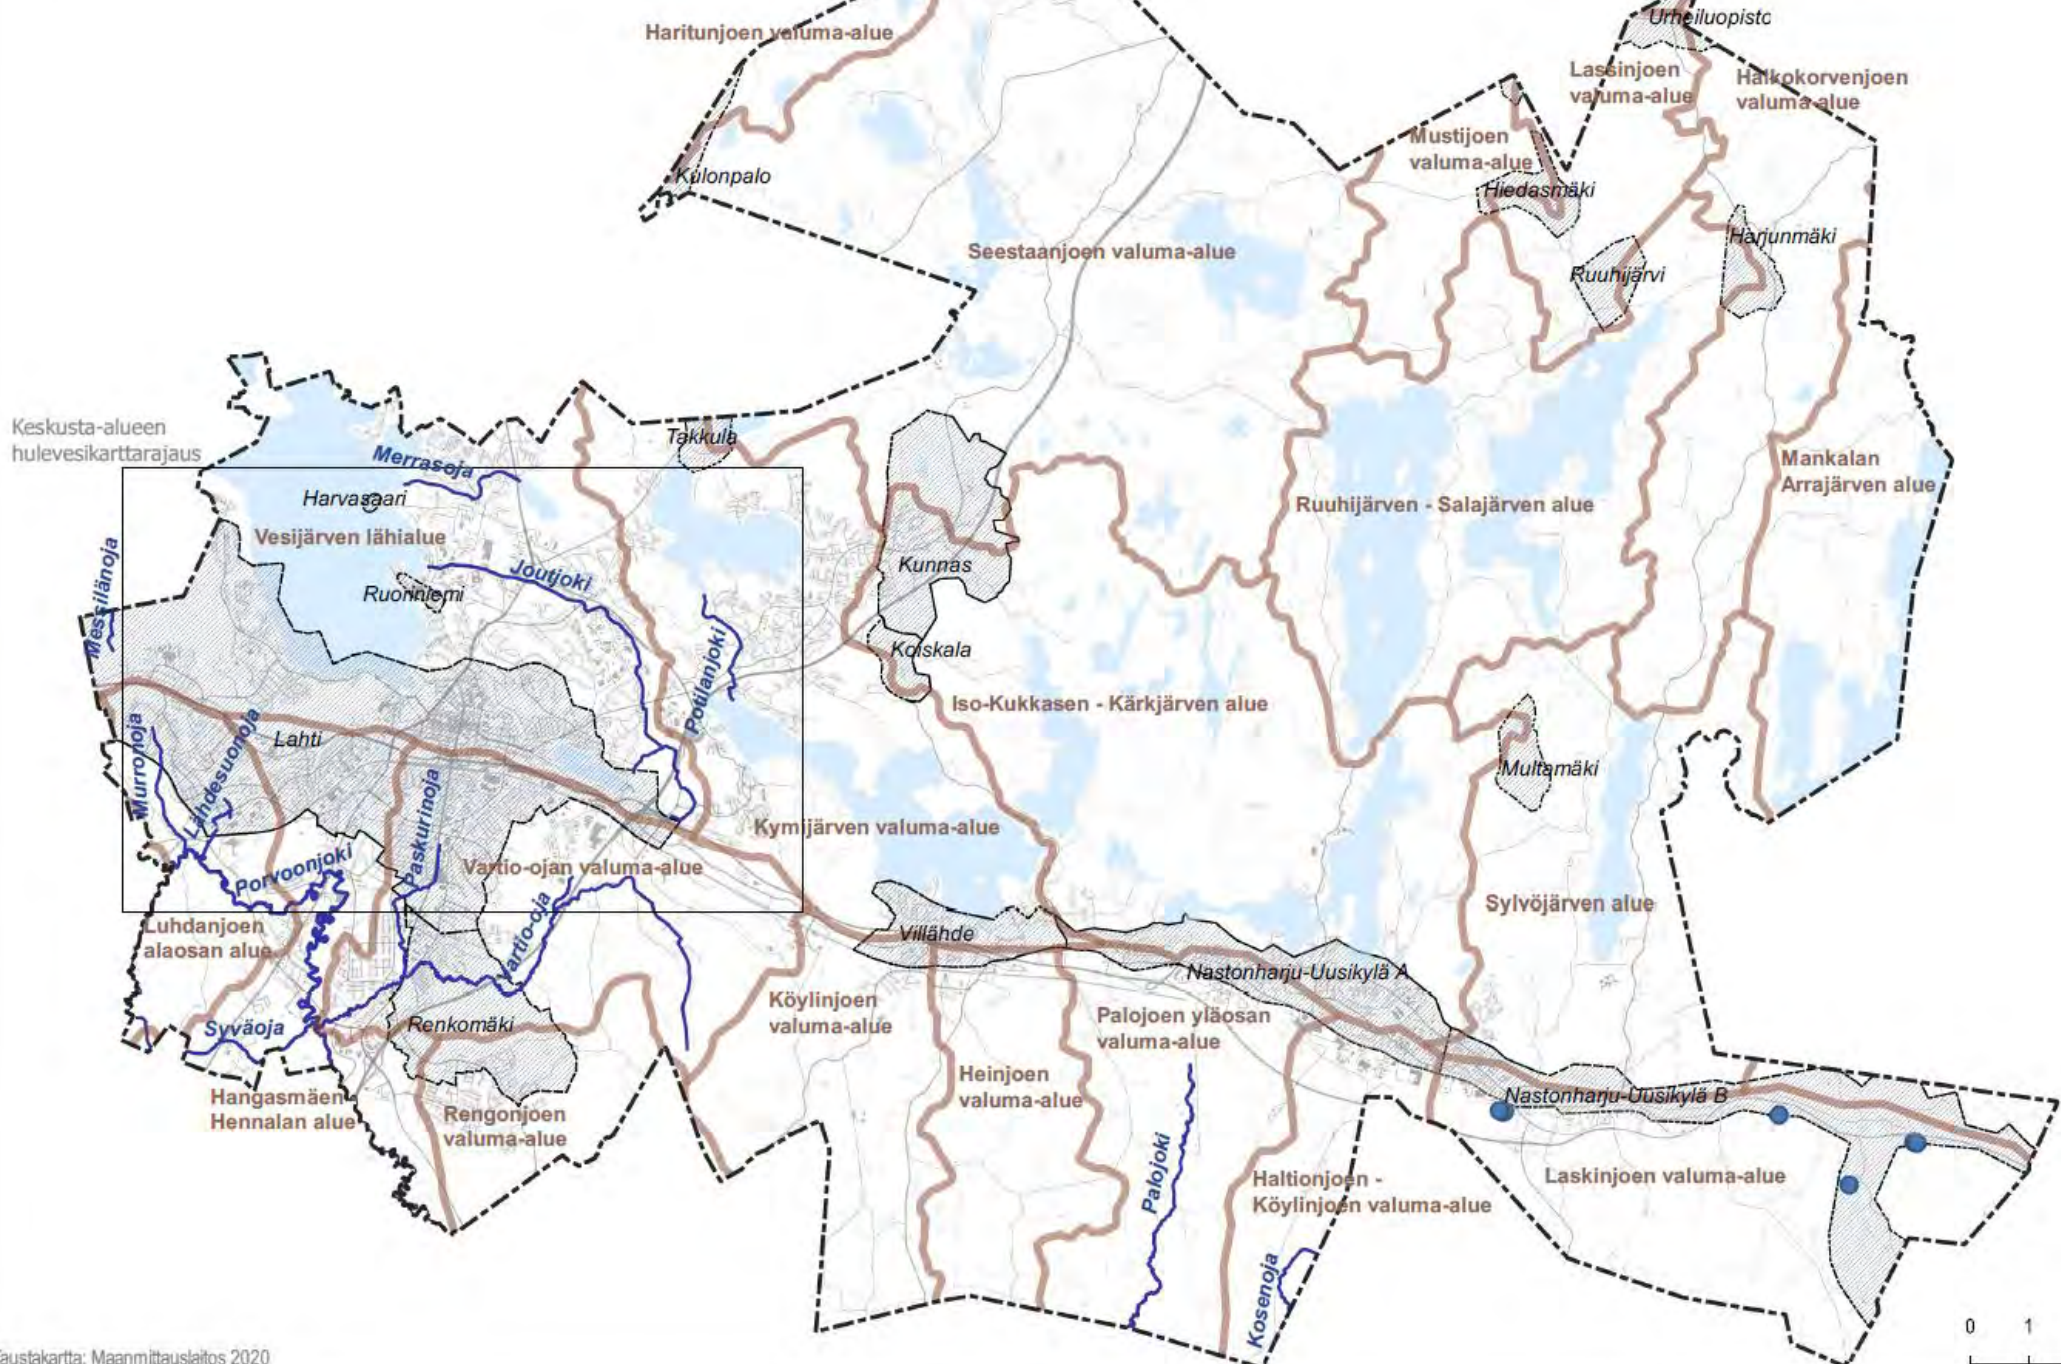 Haritunjoen valuma-alue
Urheiluopisto
Lassinjoen
valuma-alue
Halkokorvenjoen
valuma-alue
Mustijoen
valuma-alue
Kulonpalo
Hiedasmäki
Harjunmäki
Seestaanjoen valuma-alue
Ruuhijärvi
Keskusta-alueen
hulevesikarttarajaus
Takkula
Merrasoja
Mankalan
Arrajärven alue
Harvasaari
Ruuhijärven - Salajärven alue
Vesijärven lähialue
Messilänoja
Joutjoki
Kunnas
Ruoriniemi
Koiskala
Potilanjoki
Iso-Kukkasen - Kärkjärven alue
Lahti
Murronoja
Lähdesuonoja
Paskurinoja
Multamäki
Kymijärven valuma-alue
Porvoonjoki
Vartio-ojan valuma-alue
Vartio-oja
Sylvöjärven alue
Luhdanjoen
alaosan alue
Villähde
Nastonharju-Uusikylä A
Köylinjoen
valuma-alue
Palojoen yläosan
valuma-alue
Syväoja
Renkomäki
Heinjoen
valuma-alue
Hangasmäen -
Hennalan alue
Rengonjoen
valuma-alue
Nastonharju-Uusikylä B
Palojoki
Haltionjoen -
Köylinjoen valuma-alue
Laskinjoen valuma-alue
Kosenoja
0 1
Taustakartta: Maanmittauslaitos 2020